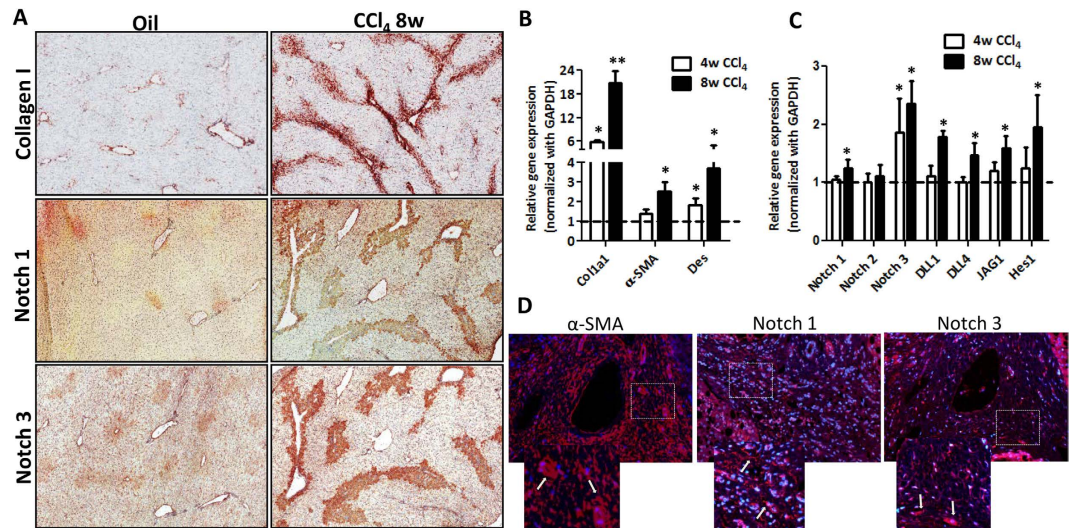 A
Oil
CCl₄ 8w
Collagen I
Notch 1
Notch 3
B
4w CCl₄
8w CCl₄
Relative gene expression
(normalized with GAPDH)
24
18
12
6
4
3
2
1
0
*
**
*
*
*
Col1a1
α-SMA
Des
C
4w CCl₄
8w CCl₄
Relative gene expression
(normalized with GAPDH)
3
2
1
0
*
*
*
*
*
*
*
Notch 1
Notch 2
Notch 3
DLL1
DLL4
JAG1
Hes1
D
α-SMA
Notch 1
Notch 3